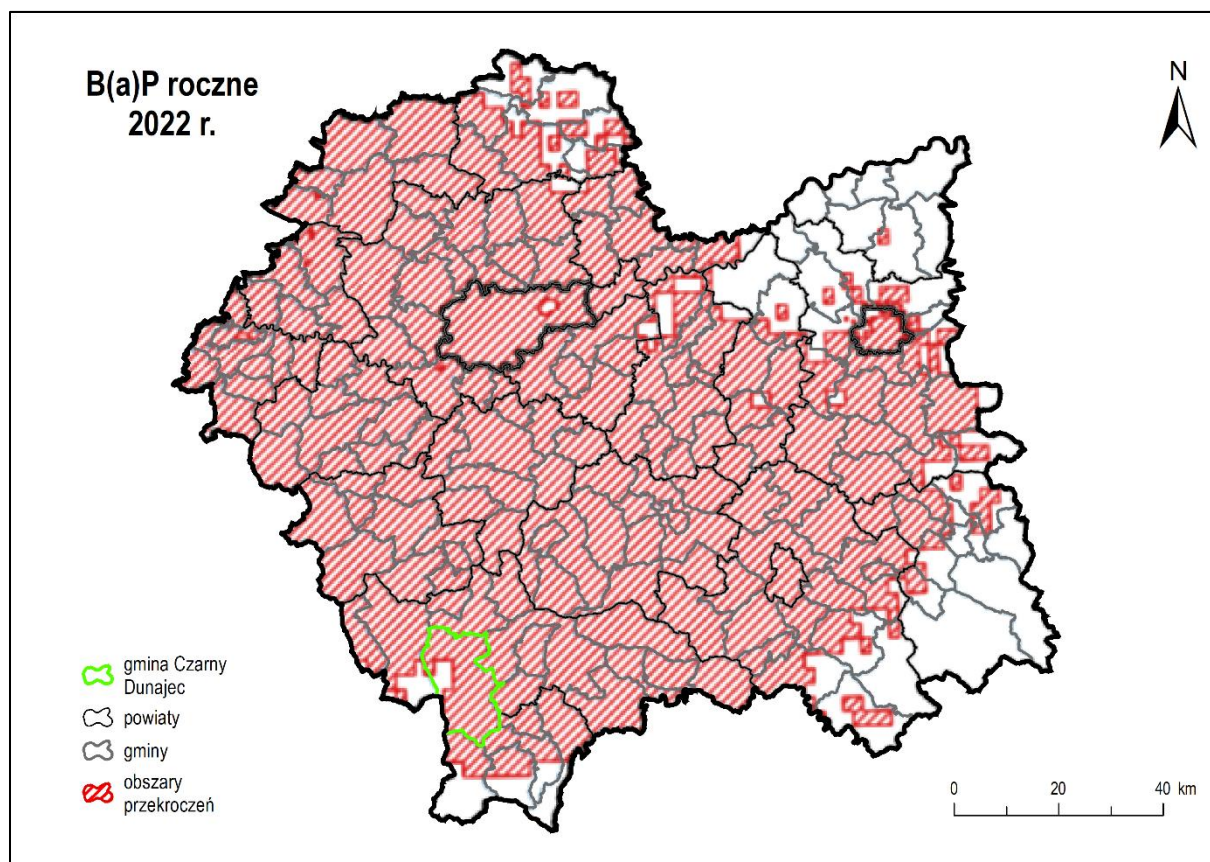 B(a)P roczne
2022 r.
N
gmina Czarny
Dunajec
powiaty
gminy
obszary
przekroczeń
0 20 40 km